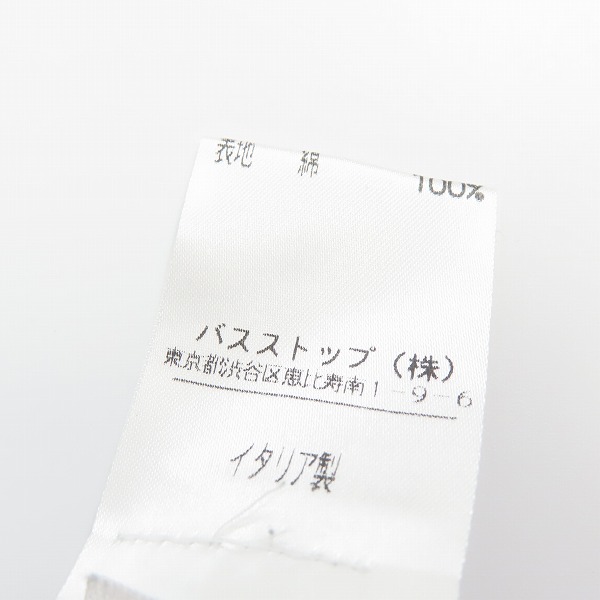 表地 綿 100%
バスストップ(株)
東京都渋谷区恵比寿南1-9-6
イタリア製